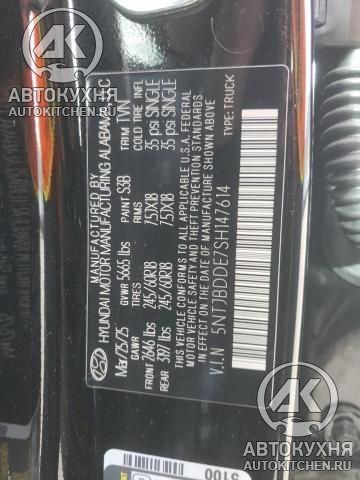 АВТОКУХНЯ
AUTOKITCHEN.RU
MANUFACTURED BY
HYUNDAI MOTOR MANUFACTURING ALABAMA, LLC
Mar/25/25 GVWR 5665 lbs PAINT S3B TRIM TVN
GAWR TIRES RIMS COLD TIRE INFL
FRONT 2646 lbs 245/60R18 7.5JX18 35 psi SINGLE
REAR 3197 lbs 245/60R18 7.5JX18 35 psi SINGLE
THIS VEHICLE CONFORMS TO ALL APPLICABLE U.S.A. FEDERAL
MOTOR VEHICLE SAFETY AND THEFT PREVENTION STANDARDS
IN EFFECT ON THE DATE OF MANUFACTURE SHOWN ABOVE
V.I.N 5NTJBDDE7SH147614 TYPE:TRUCK
5100
АВТОКУХНЯ
AUTOKITCHEN.RU